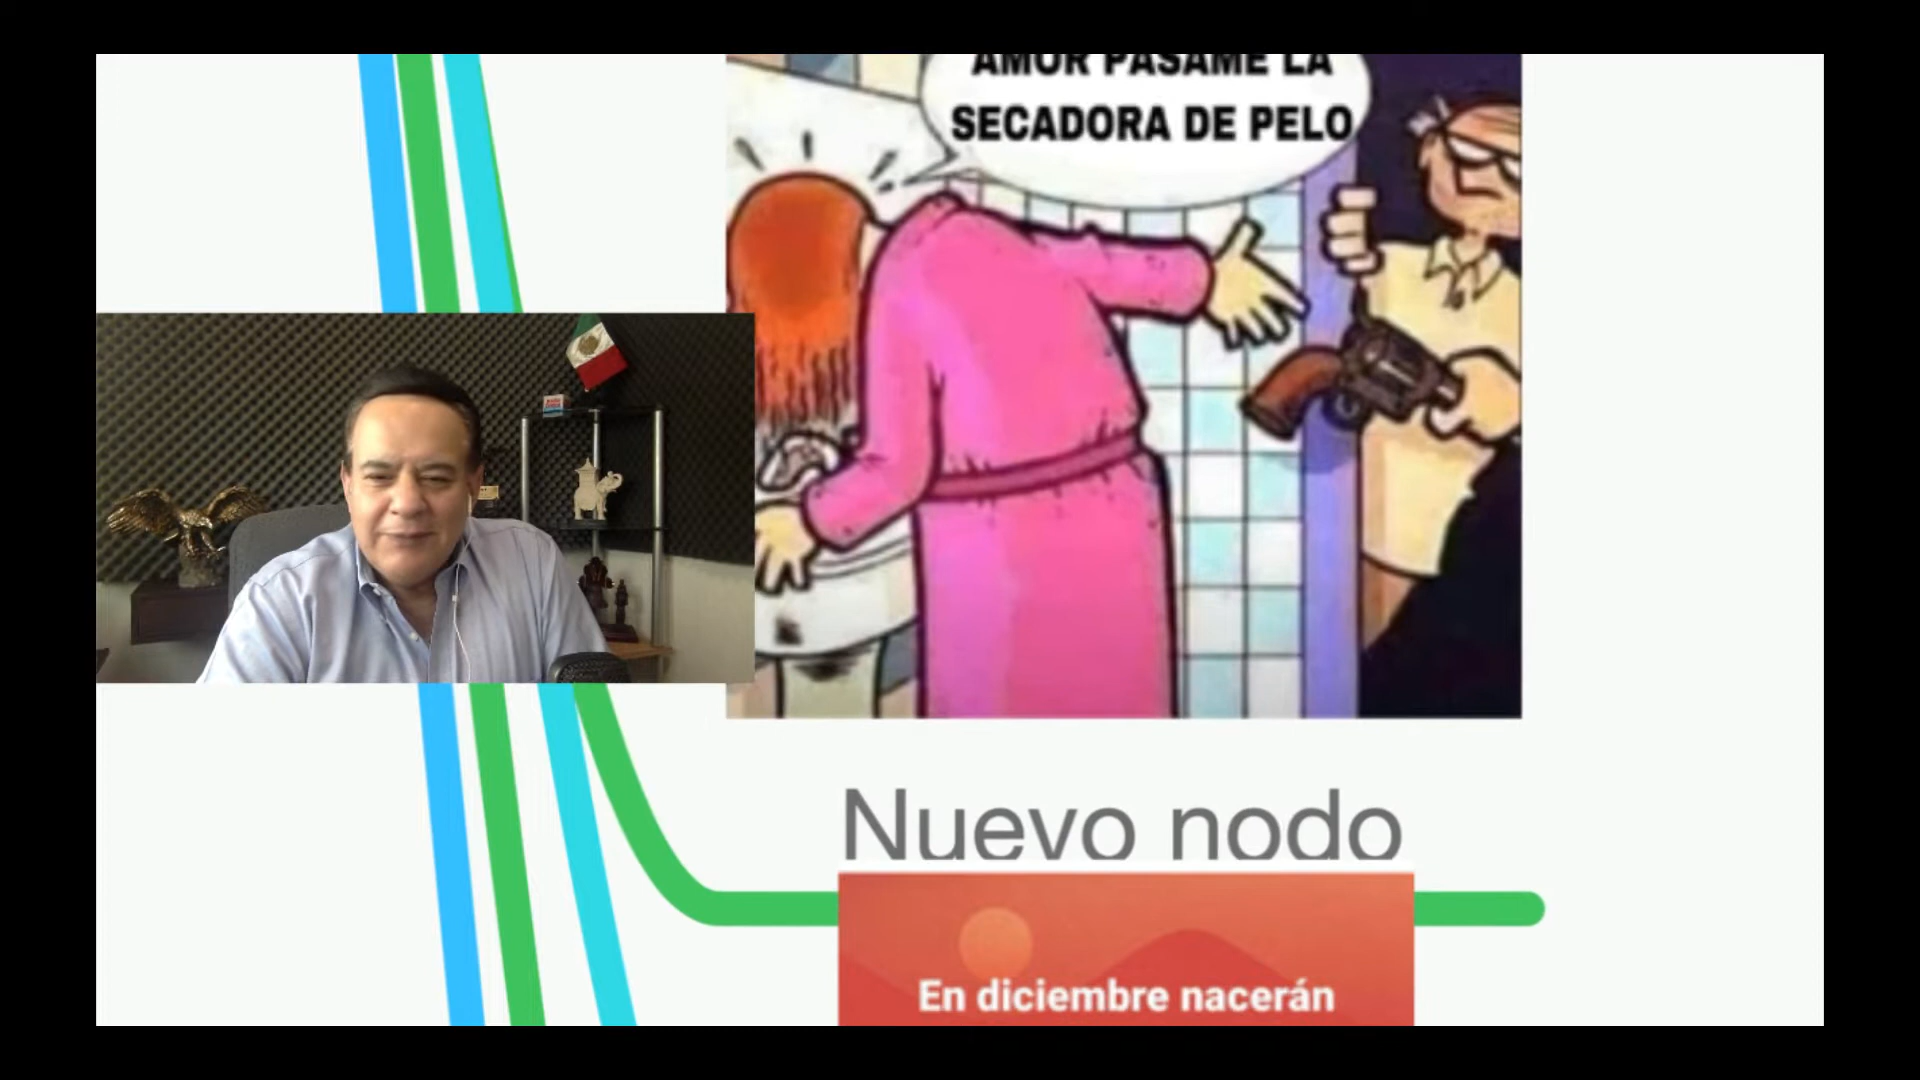 AMOR PASAME LA
SECADORA DE PELO
Nuevo nodo
En diciembre nacerán